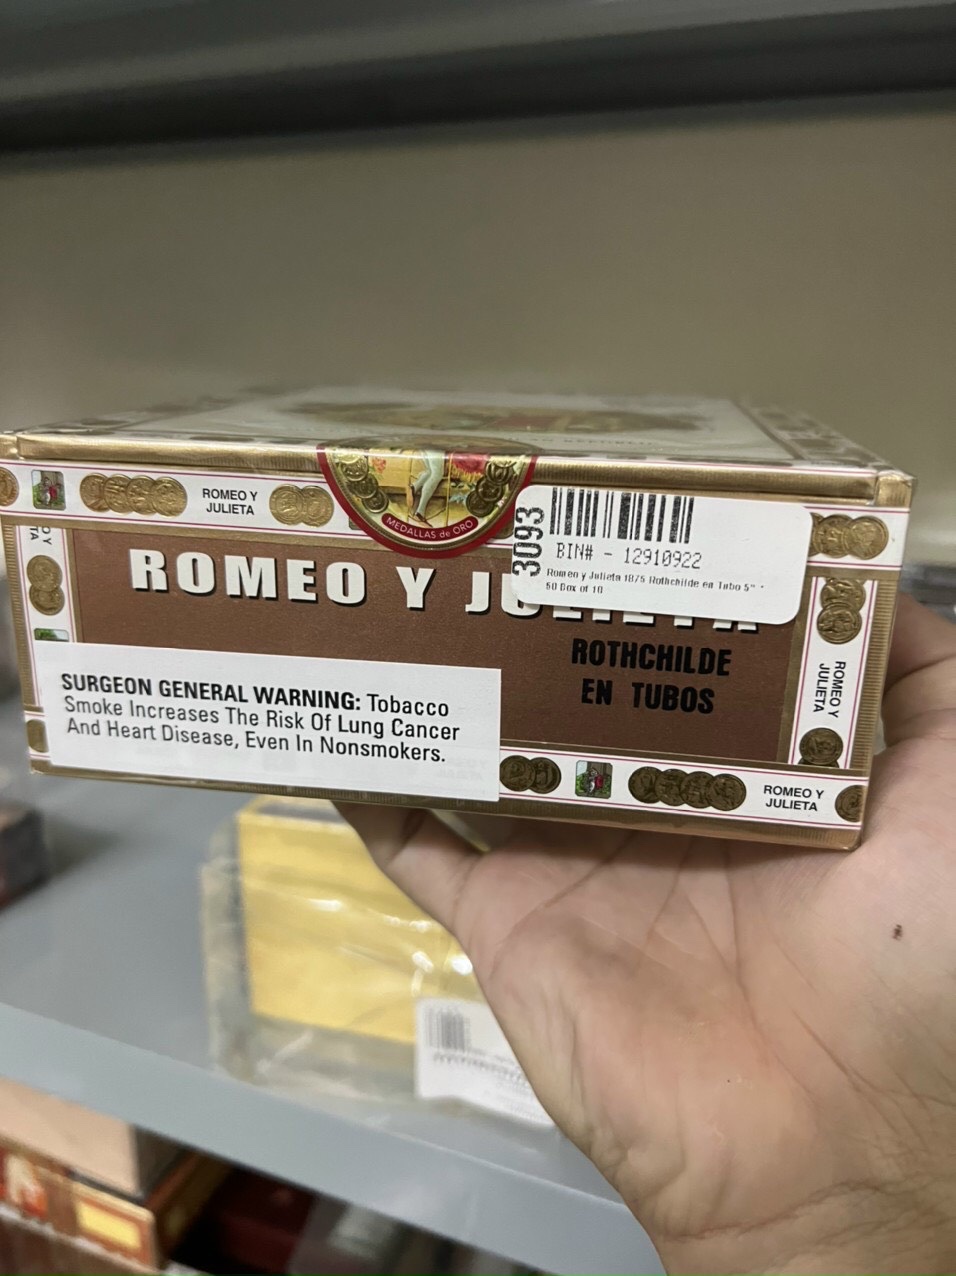 ROMEO Y
JULIETA
MEDALLAS de ORO
3093
BIN# - 12910922
Romeo y Julieta 1875 Rothchilde en Tubo 5" *
50 Box of 10
ROMEO Y
ROTHCHILDE
EN TUBOS
SURGEON GENERAL WARNING: Tobacco
Smoke Increases The Risk Of Lung Cancer
And Heart Disease, Even In Nonsmokers.
ROMEO Y
JULIETA
ROMEO Y
JULIETA